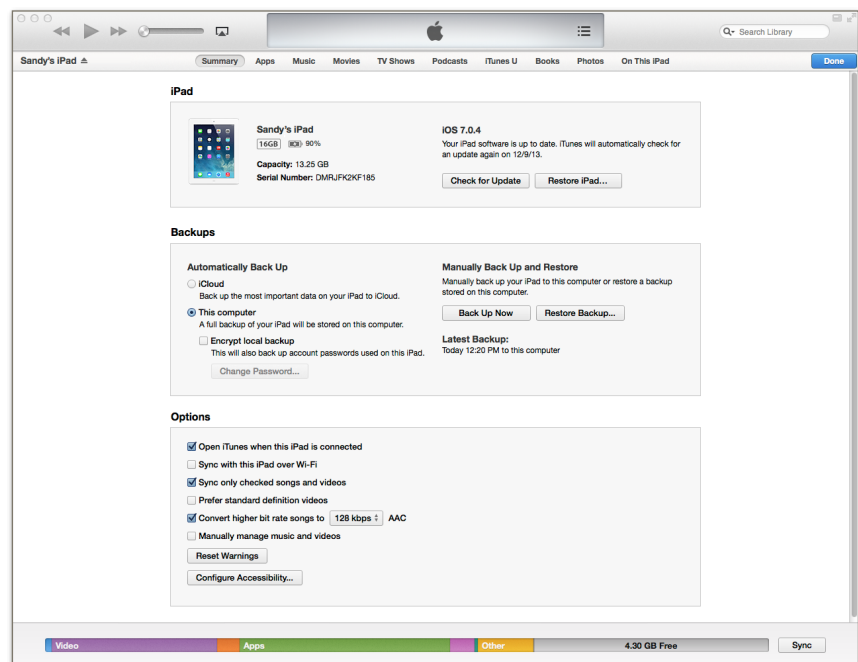 Search Library
Sandy's iPad
Summary Apps Music Movies TV Shows Podcasts iTunes U Books Photos On This iPad Done
iPad
Sandy's iPad
16GB 90%
Capacity: 13.25 GB
Serial Number: DMRJFK2KF185
iOS 7.0.4
Your iPad software is up to date. iTunes will automatically check for
an update again on 12/9/13.
Check for Update Restore iPad...
Backups
Automatically Back Up
iCloud
Back up the most important data on your iPad to iCloud.
This computer
A full backup of your iPad will be stored on this computer.
Encrypt local backup
This will also back up account passwords used on this iPad.
Change Password...
Manually Back Up and Restore
Manually back up your iPad to this computer or restore a backup
stored on this computer.
Back Up Now Restore Backup...
Latest Backup:
Today 12:20 PM to this computer
Options
Open iTunes when this iPad is connected
Sync with this iPad over Wi-Fi
Sync only checked songs and videos
Prefer standard definition videos
Convert higher bit rate songs to 128 kbps AAC
Manually manage music and videos
Reset Warnings
Configure Accessibility...
Video Apps Other 4.30 GB Free Sync